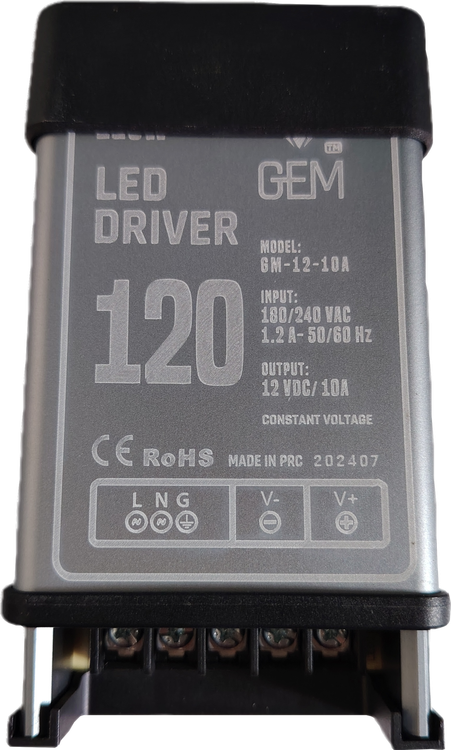 LED
DRIVER
120
GEM
TM
MODEL:
GM-12-10A
INPUT:
180/240 VAC
1.2 A- 50/60 Hz
OUTPUT:
12 VDC/ 10A
CONSTANT VOLTAGE
CE RoHS MADE IN PRC 202407
L N G V- V+